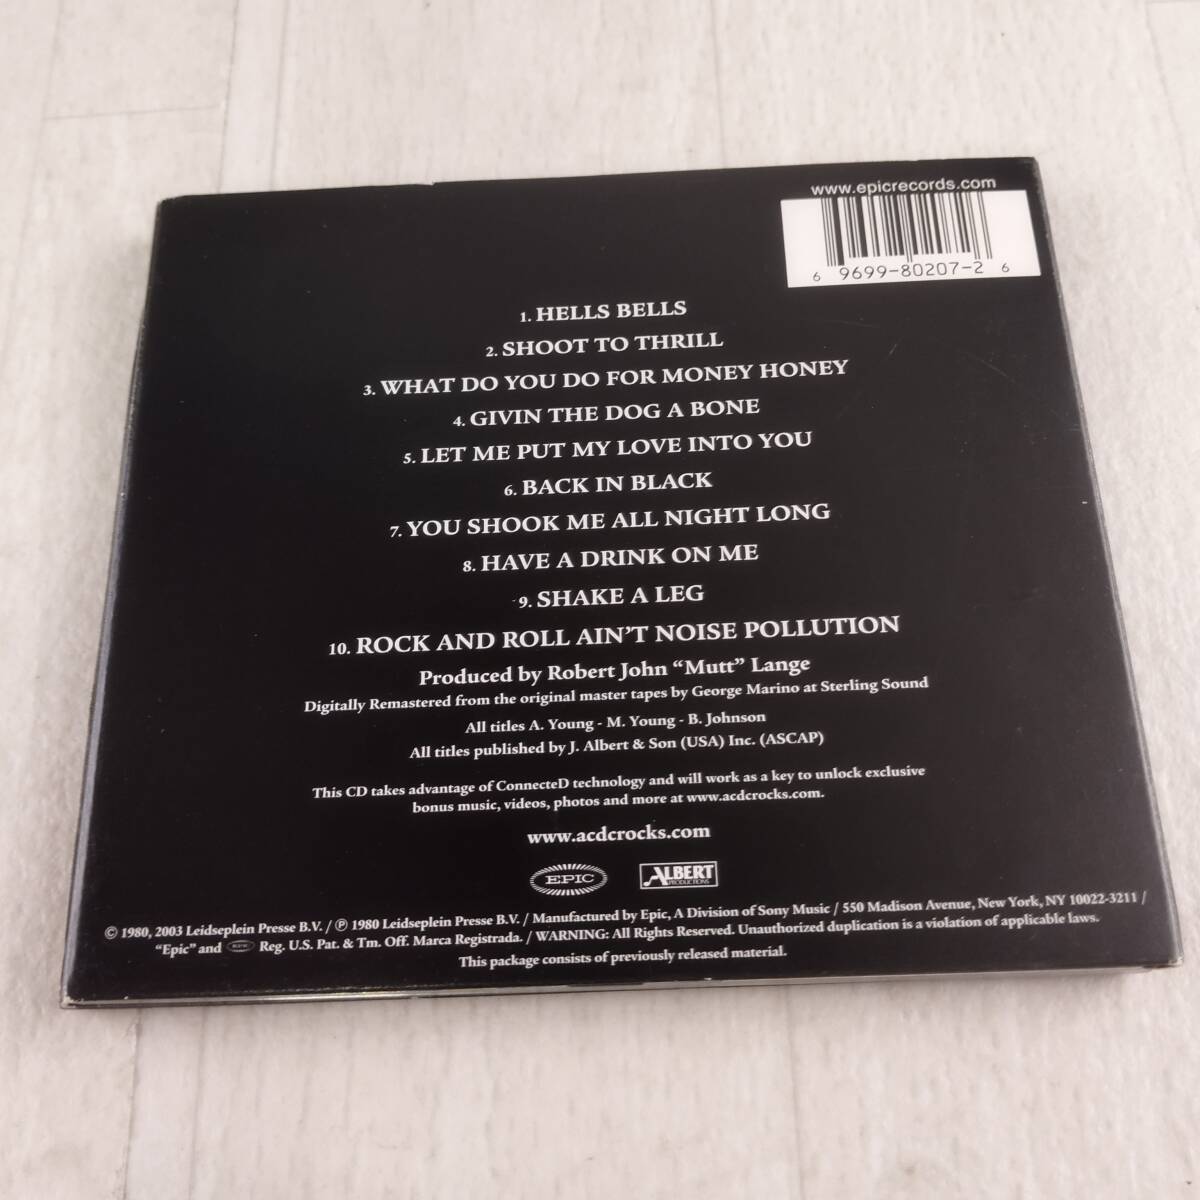 www.epicrecords.com
6 9699-80207-2 6
1. HELLS BELLS
2. SHOOT TO THRILL
3. WHAT DO YOU DO FOR MONEY HONEY
4. GIVIN THE DOG A BONE
5. LET ME PUT MY LOVE INTO YOU
6. BACK IN BLACK
7. YOU SHOOK ME ALL NIGHT LONG
8. HAVE A DRINK ON ME
9. SHAKE A LEG
10. ROCK AND ROLL AIN'T NOISE POLLUTION
Produced by Robert John “Mutt” Lange
Digitally Remastered from the original master tapes by George Marino at Sterling Sound
All titles A. Young - M. Young - B. Johnson
All titles published by J. Albert & Son (USA) Inc. (ASCAP)
This CD takes advantage of ConnecteD technology and will work as a key to unlock exclusive
bonus music, videos, photos and more at www.acdcrocks.com.
www.acdcrocks.com
EPIC
ALBERT
PRODUCTIONS
© 1980, 2003 Leidseplein Presse B.V. / ℗ 1980 Leidseplein Presse B.V. / Manufactured by Epic, A Division of Sony Music / 550 Madison Avenue, New York, NY 10022-3211 /
“Epic” and EPIC Reg. U.S. Pat. & Tm. Off. Marca Registrada. / WARNING: All Rights Reserved. Unauthorized duplication is a violation of applicable laws.
This package consists of previously released material.